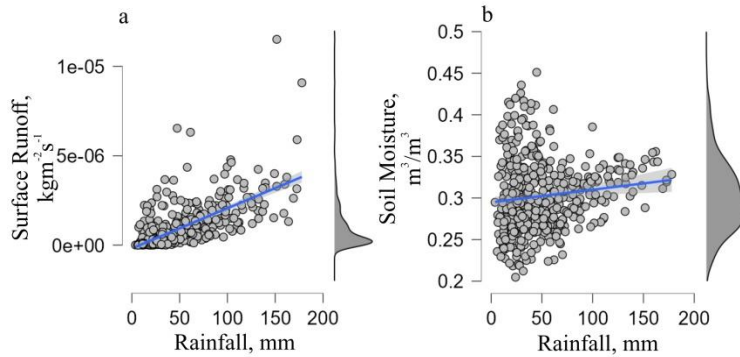 a
Surface Runoff,
kgm⁻²s⁻¹
1e-05
5e-06
0e+00
0 50 100 150 200
Rainfall, mm
b
Soil Moisture,
m³/m³
0.5
0.45
0.4
0.35
0.3
0.25
0.2
0 50 100 150 200
Rainfall, mm